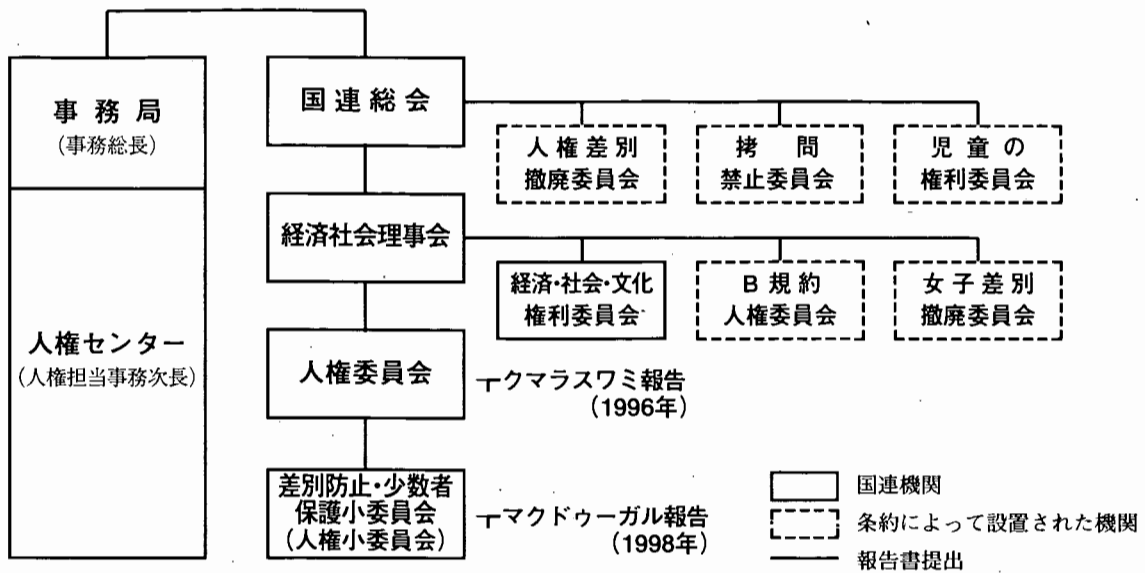 事務局
(事務総長)
人権センター
(人権担当事務次長)
国連総会
人権差別
撤廃委員会
拷問
禁止委員会
児童の
権利委員会
経済社会理事会
経済・社会・文化
権利委員会
B規約
人権委員会
女子差別
撤廃委員会
人権委員会
クマラスワミ報告
(1996年)
差別防止・少数者
保護小委員会
(人権小委員会)
マクドゥーガル報告
(1998年)
国連機関
条約によって設置された機関
報告書提出